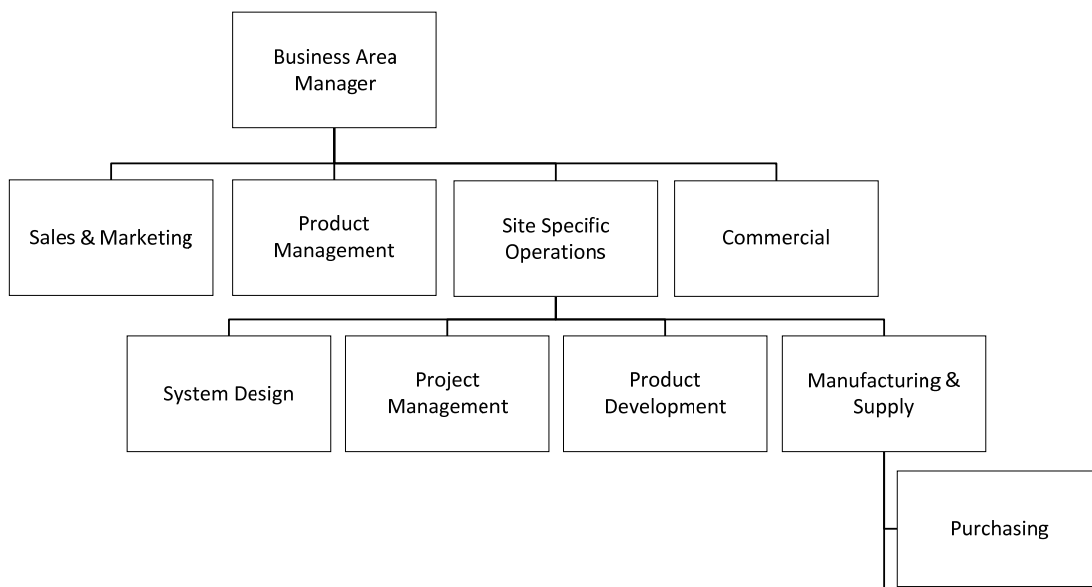 Business Area
Manager
Sales & Marketing
Product
Management
Site Specific
Operations
Commercial
System Design
Project
Management
Product
Development
Manufacturing &
Supply
Purchasing